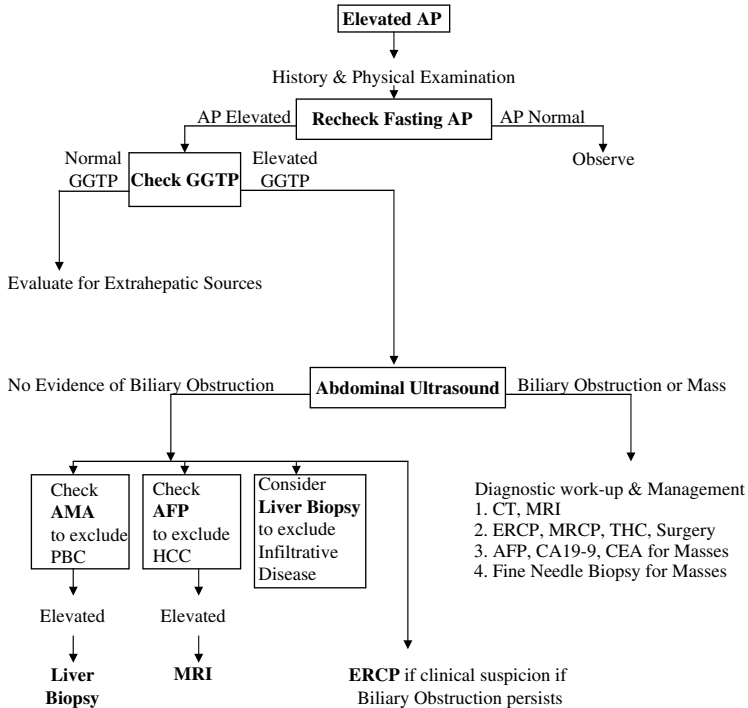 Elevated AP
History & Physical Examination
AP Elevated
Recheck Fasting AP
AP Normal
Observe
Normal
GGTP
Check GGTP
Elevated
GGTP
Evaluate for Extrahepatic Sources
No Evidence of Biliary Obstruction
Abdominal Ultrasound
Biliary Obstruction or Mass
Check
AMA
to exclude
PBC
Check
AFP
to exclude
HCC
Consider
Liver Biopsy
to exclude
Infiltrative
Disease
Diagnostic work-up & Management
1. CT, MRI
2. ERCP, MRCP, THC, Surgery
3. AFP, CA19-9, CEA for Masses
4. Fine Needle Biopsy for Masses
Elevated
Elevated
Liver
Biopsy
MRI
ERCP if clinical suspicion if
Biliary Obstruction persists